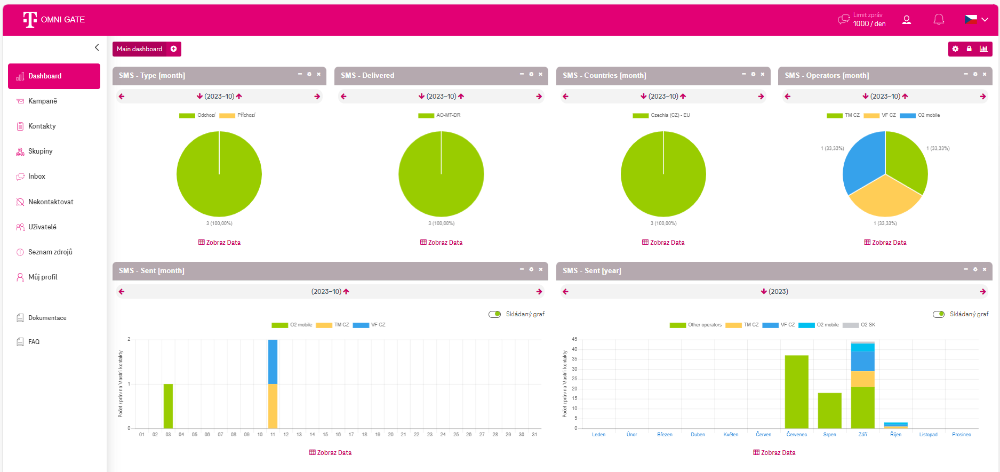 T OMNI GATE
Limit zpráv
1000 / den
Main dashboard
Dashboard
Kampaně
Kontakty
Skupiny
Inbox
Nekontaktovat
Uživatelé
Seznam zdrojů
Můj profil
Dokumentace
FAQ
SMS - Type [month]
(2023-10)
Odchozí Příchozí
3 (100,00%)
Zobraz Data
SMS - Delivered
(2023-10)
AO-MT-DR
3 (100,00%)
Zobraz Data
SMS - Countries [month]
(2023-10)
Czechia (CZ) - EU
3 (100,00%)
Zobraz Data
SMS - Operators [month]
(2023-10)
TM CZ VF CZ O2 mobile
1 (33,33%) 1 (33,33%)
1 (33,33%)
Zobraz Data
SMS - Sent [month]
(2023-10)
Skládaný graf
O2 mobile TM CZ VF CZ
Počet zpráv na Vlastní kontakty
2
1
0
01 02 03 04 05 06 07 08 09 10 11 12 13 14 15 16 17 18 19 20 21 22 23 24 25 26 27 28 29 30 31
Zobraz Data
SMS - Sent [year]
(2023)
Skládaný graf
Other operators TM CZ VF CZ O2 mobile O2 SK
Počet zpráv na Vlastní kontakty
45
40
35
30
25
20
15
10
5
0
Leden Únor Březen Duben Květen Červen Červenec Srpen Září Říjen Listopad Prosinec
Zobraz Data